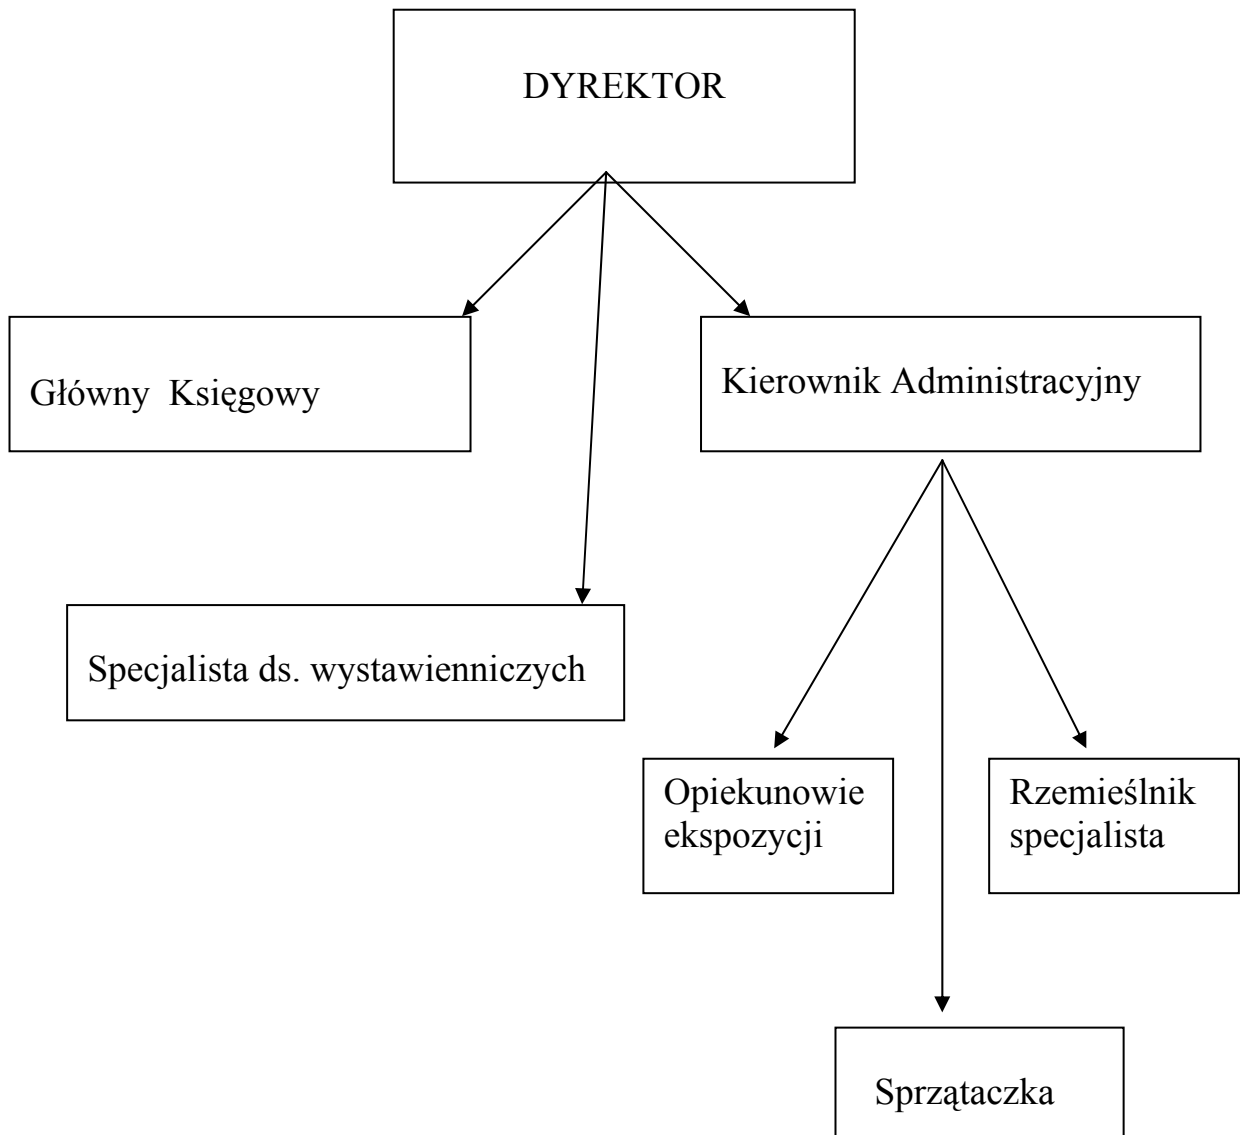 DYREKTOR
Główny Księgowy
Kierownik Administracyjny
Specjalista ds. wystawienniczych
Opiekunowie
ekspozycji
Rzemieślnik
specjalista
Sprzątaczka